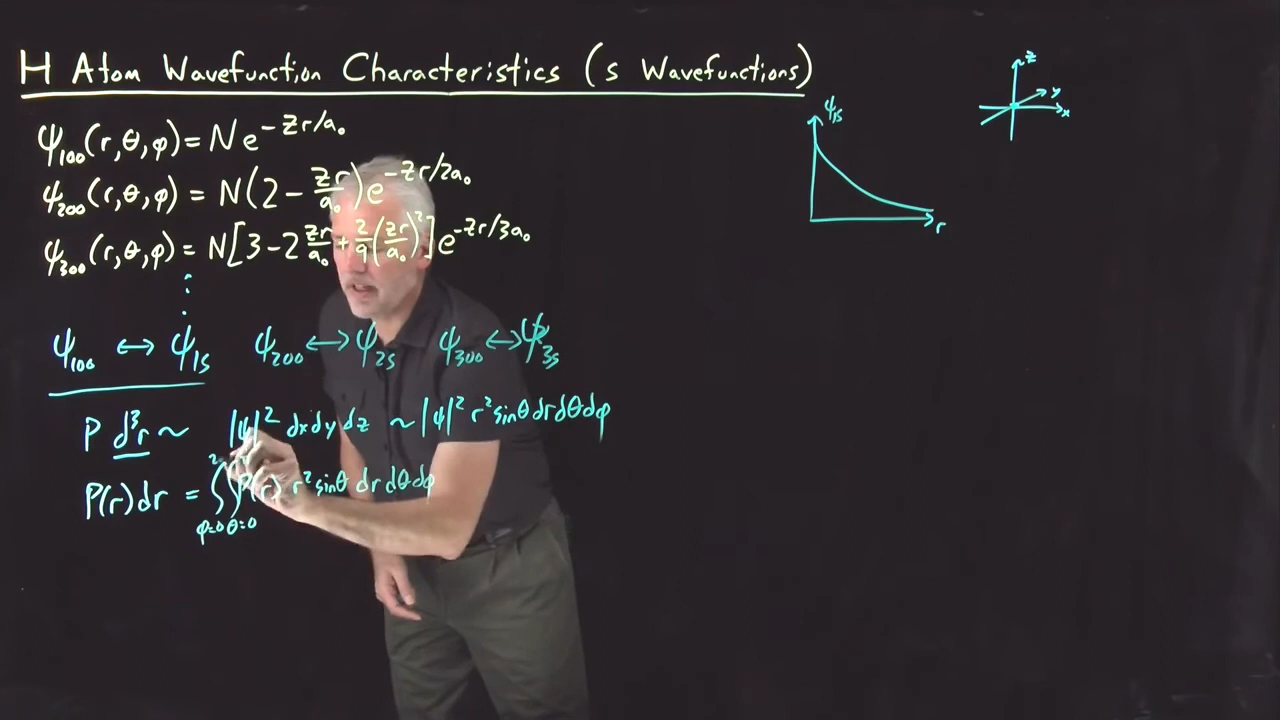 H Atom Wavefunction Characteristics (s Wavefunctions)
ψ₁₀₀(r,θ,φ) = N e^{-Zr/a₀}
ψ₂₀₀(r,θ,φ) = N(2 - Zr/a₀) e^{-Zr/2a₀}
ψ₃₀₀(r,θ,φ) = N[3 - 2 Zr/a₀ + 2/9 (Zr/a₀)²] e^{-Zr/3a₀}
⋮
ψ₁₀₀ ↔ ψ₁s ψ₂₀₀ ↔ ψ₂s ψ₃₀₀ ↔ ψ₃s
P d³r ~ |ψ|² dx dy dz ~ |ψ|² r² sinθ dr dθ dφ
P(r) dr = ∫_{φ=0} ∫_{θ=0} P(r) r² sinθ dr dθ dφ
ψ₁s
r
z
y
x